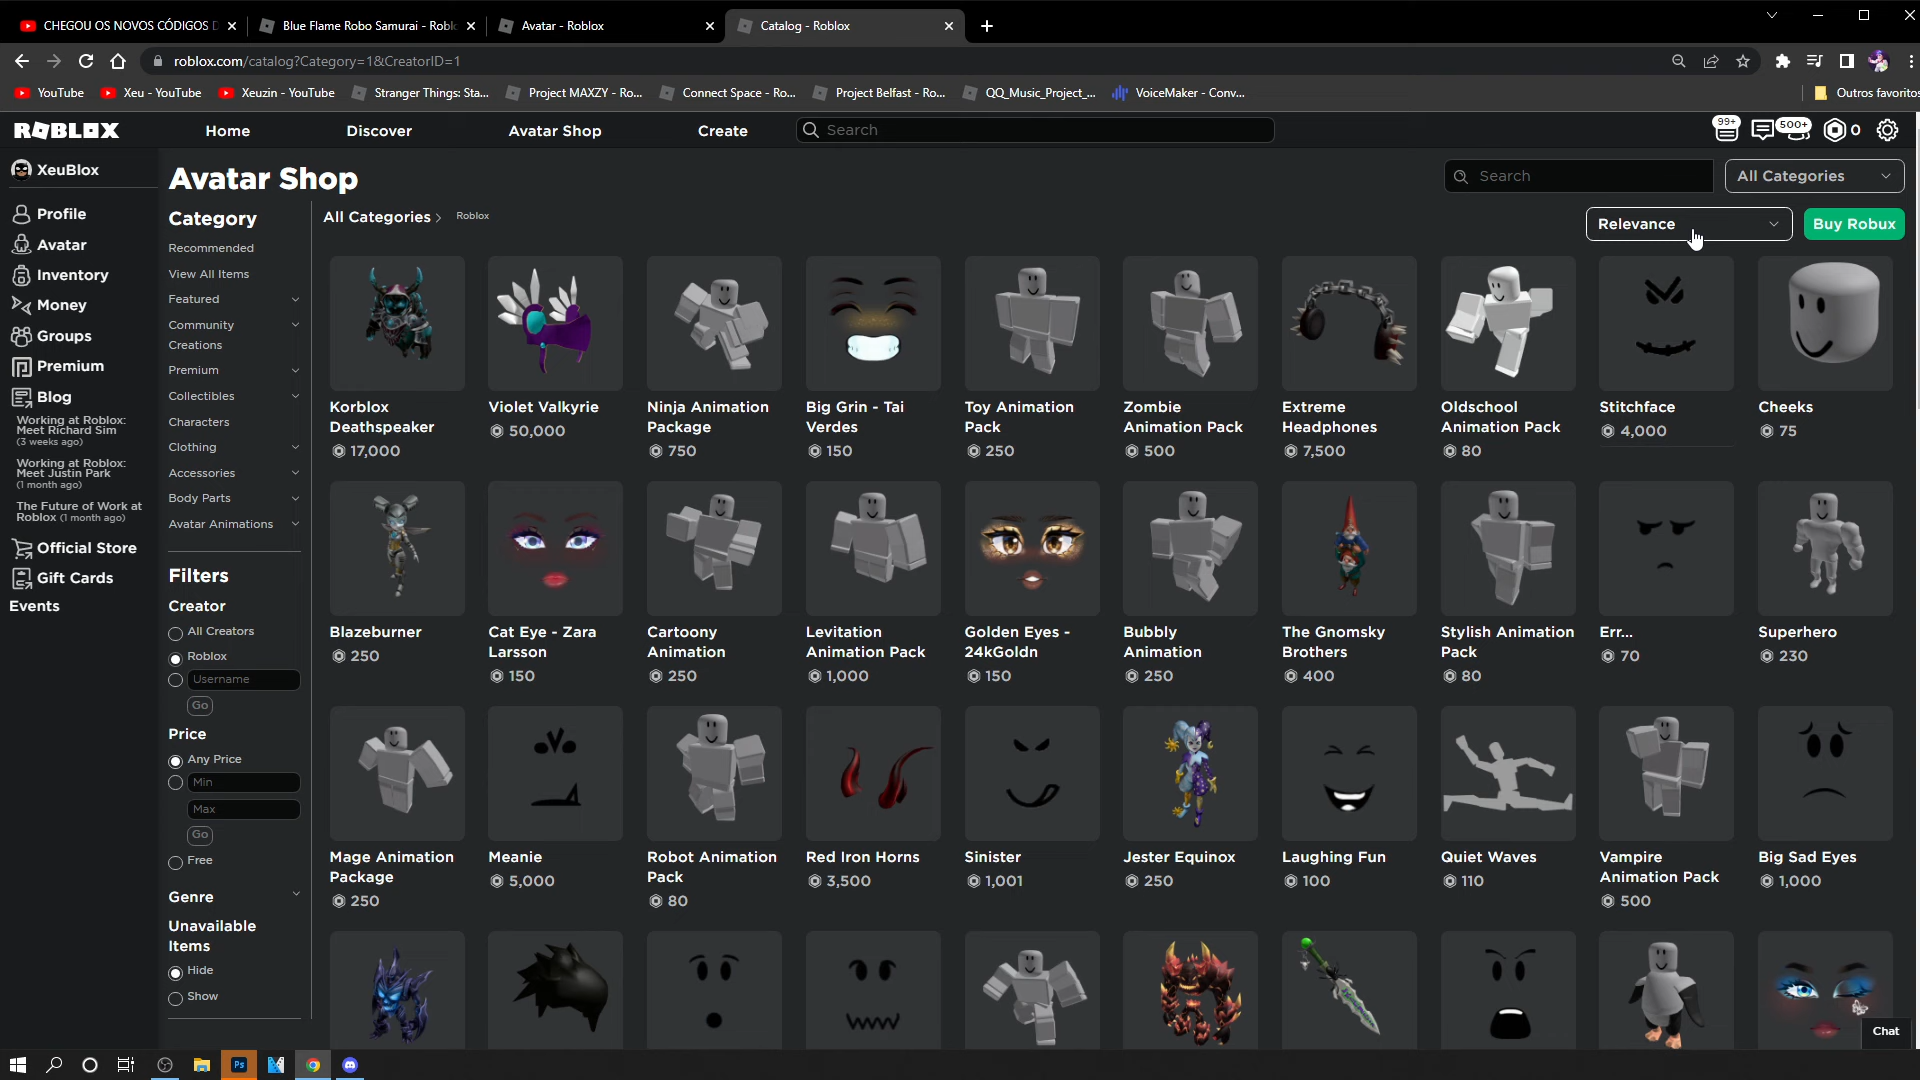 CHEGOU OS NOVOS CÓDIGOS D
Blue Flame Robo Samurai - Roblo
Avatar - Roblox
Catalog - Roblox
roblox.com/catalog?Category=1&CreatorID=1
YouTube
Xeu - YouTube
Xeuzin - YouTube
Stranger Things: Sta...
Project MAXZY - Ro...
Connect Space - Ro...
Project Belfast - Ro...
QQ_Music_Project_...
VoiceMaker - Conv...
Outros favoritos
ROBLOX
Home
Discover
Avatar Shop
Create
Search
99+
500+
0
XeuBlox
Profile
Avatar
Inventory
Money
Groups
Premium
Blog
Working at Roblox:
Meet Richard Sim
(3 weeks ago)
Working at Roblox:
Meet Justin Park
(1 month ago)
The Future of Work at
Roblox (1 month ago)
Official Store
Gift Cards
Events
Avatar Shop
Search
All Categories
Category
Recommended
View All Items
Featured
Community
Creations
Premium
Collectibles
Characters
Clothing
Accessories
Body Parts
Avatar Animations
Filters
Creator
All Creators
Roblox
Username
Go
Price
Any Price
Min
Max
Go
Free
Genre
Unavailable
Items
Hide
Show
All Categories
Roblox
Relevance
Buy Robux
Korblox
Deathspeaker
17,000
Violet Valkyrie
50,000
Ninja Animation
Package
750
Big Grin - Tai
Verdes
150
Toy Animation
Pack
250
Zombie
Animation Pack
500
Extreme
Headphones
7,500
Oldschool
Animation Pack
80
Stitchface
4,000
Cheeks
75
Blazeburner
250
Cat Eye - Zara
Larsson
150
Cartoony
Animation
250
Levitation
Animation Pack
1,000
Golden Eyes -
24kGoldn
150
Bubbly
Animation
250
The Gnomsky
Brothers
400
Stylish Animation
Pack
80
Err...
70
Superhero
230
Mage Animation
Package
250
Meanie
5,000
Robot Animation
Pack
80
Red Iron Horns
3,500
Sinister
1,001
Jester Equinox
250
Laughing Fun
100
Quiet Waves
110
Vampire
Animation Pack
500
Big Sad Eyes
1,000
Chat
Ps